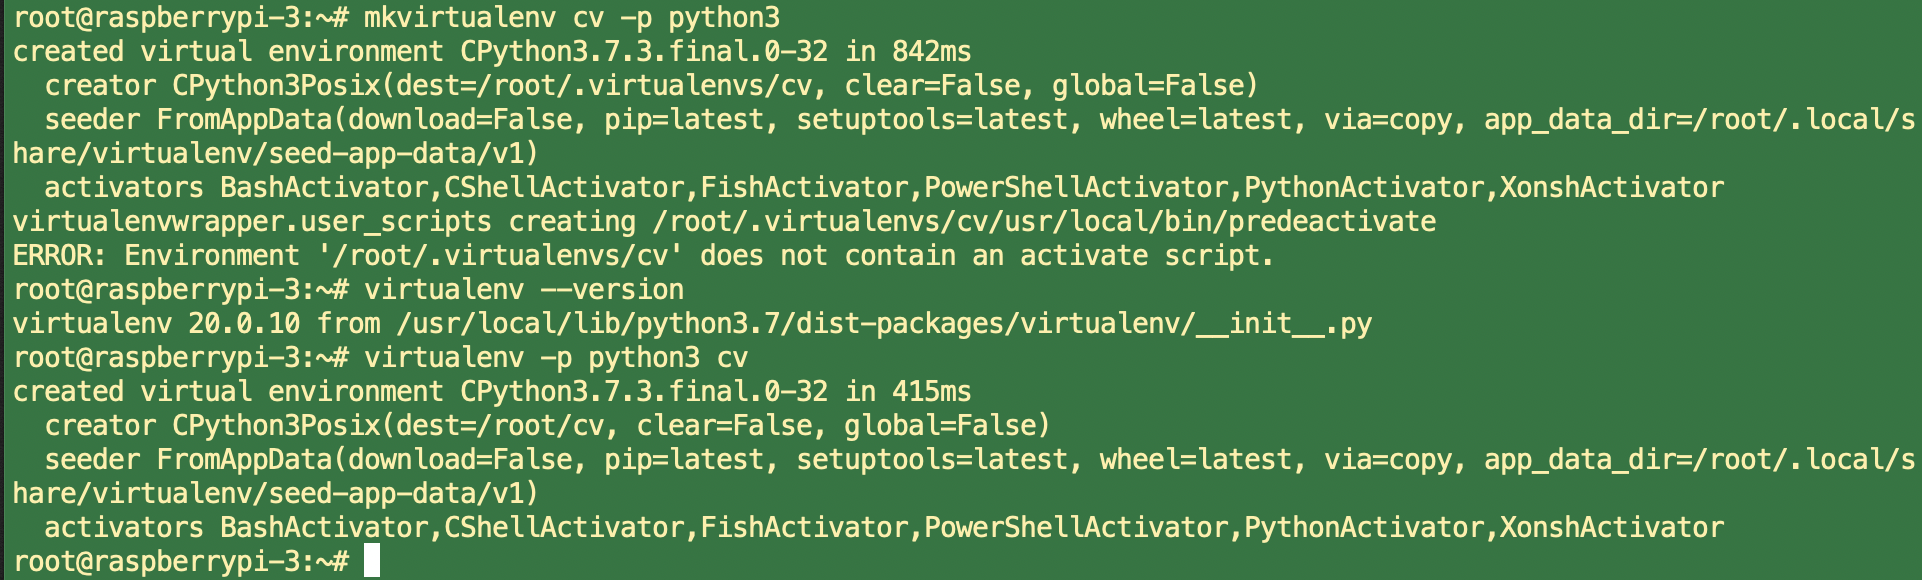 root@raspberrypi-3:~# mkvirtualenv cv -p python3
created virtual environment CPython3.7.3.final.0-32 in 842ms
  creator CPython3Posix(dest=/root/.virtualenvs/cv, clear=False, global=False)
  seeder FromAppData(download=False, pip=latest, setuptools=latest, wheel=latest, via=copy, app_data_dir=/root/.local/s
hare/virtualenv/seed-app-data/v1)
  activators BashActivator,CShellActivator,FishActivator,PowerShellActivator,PythonActivator,XonshActivator
virtualenvwrapper.user_scripts creating /root/.virtualenvs/cv/usr/local/bin/predeactivate
ERROR: Environment '/root/.virtualenvs/cv' does not contain an activate script.
root@raspberrypi-3:~# virtualenv --version
virtualenv 20.0.10 from /usr/local/lib/python3.7/dist-packages/virtualenv/__init__.py
root@raspberrypi-3:~# virtualenv -p python3 cv
created virtual environment CPython3.7.3.final.0-32 in 415ms
  creator CPython3Posix(dest=/root/cv, clear=False, global=False)
  seeder FromAppData(download=False, pip=latest, setuptools=latest, wheel=latest, via=copy, app_data_dir=/root/.local/s
hare/virtualenv/seed-app-data/v1)
  activators BashActivator,CShellActivator,FishActivator,PowerShellActivator,PythonActivator,XonshActivator
root@raspberrypi-3:~#